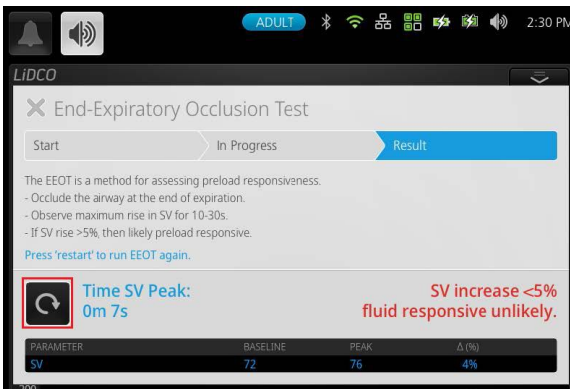 ADULT 2:30 PM
LiDCO
End-Expiratory Occlusion Test
Start In Progress Result
The EEOT is a method for assessing preload responsiveness.
- Occlude the airway at the end of expiration.
- Observe maximum rise in SV for 10-30s.
- If SV rise >5%, then likely preload responsive.
Press 'restart' to run EEOT again.
Time SV Peak: SV increase <5%
0m 7s fluid responsive unlikely.
PARAMETER BASELINE PEAK Δ (%)
SV 72 76 4%
200